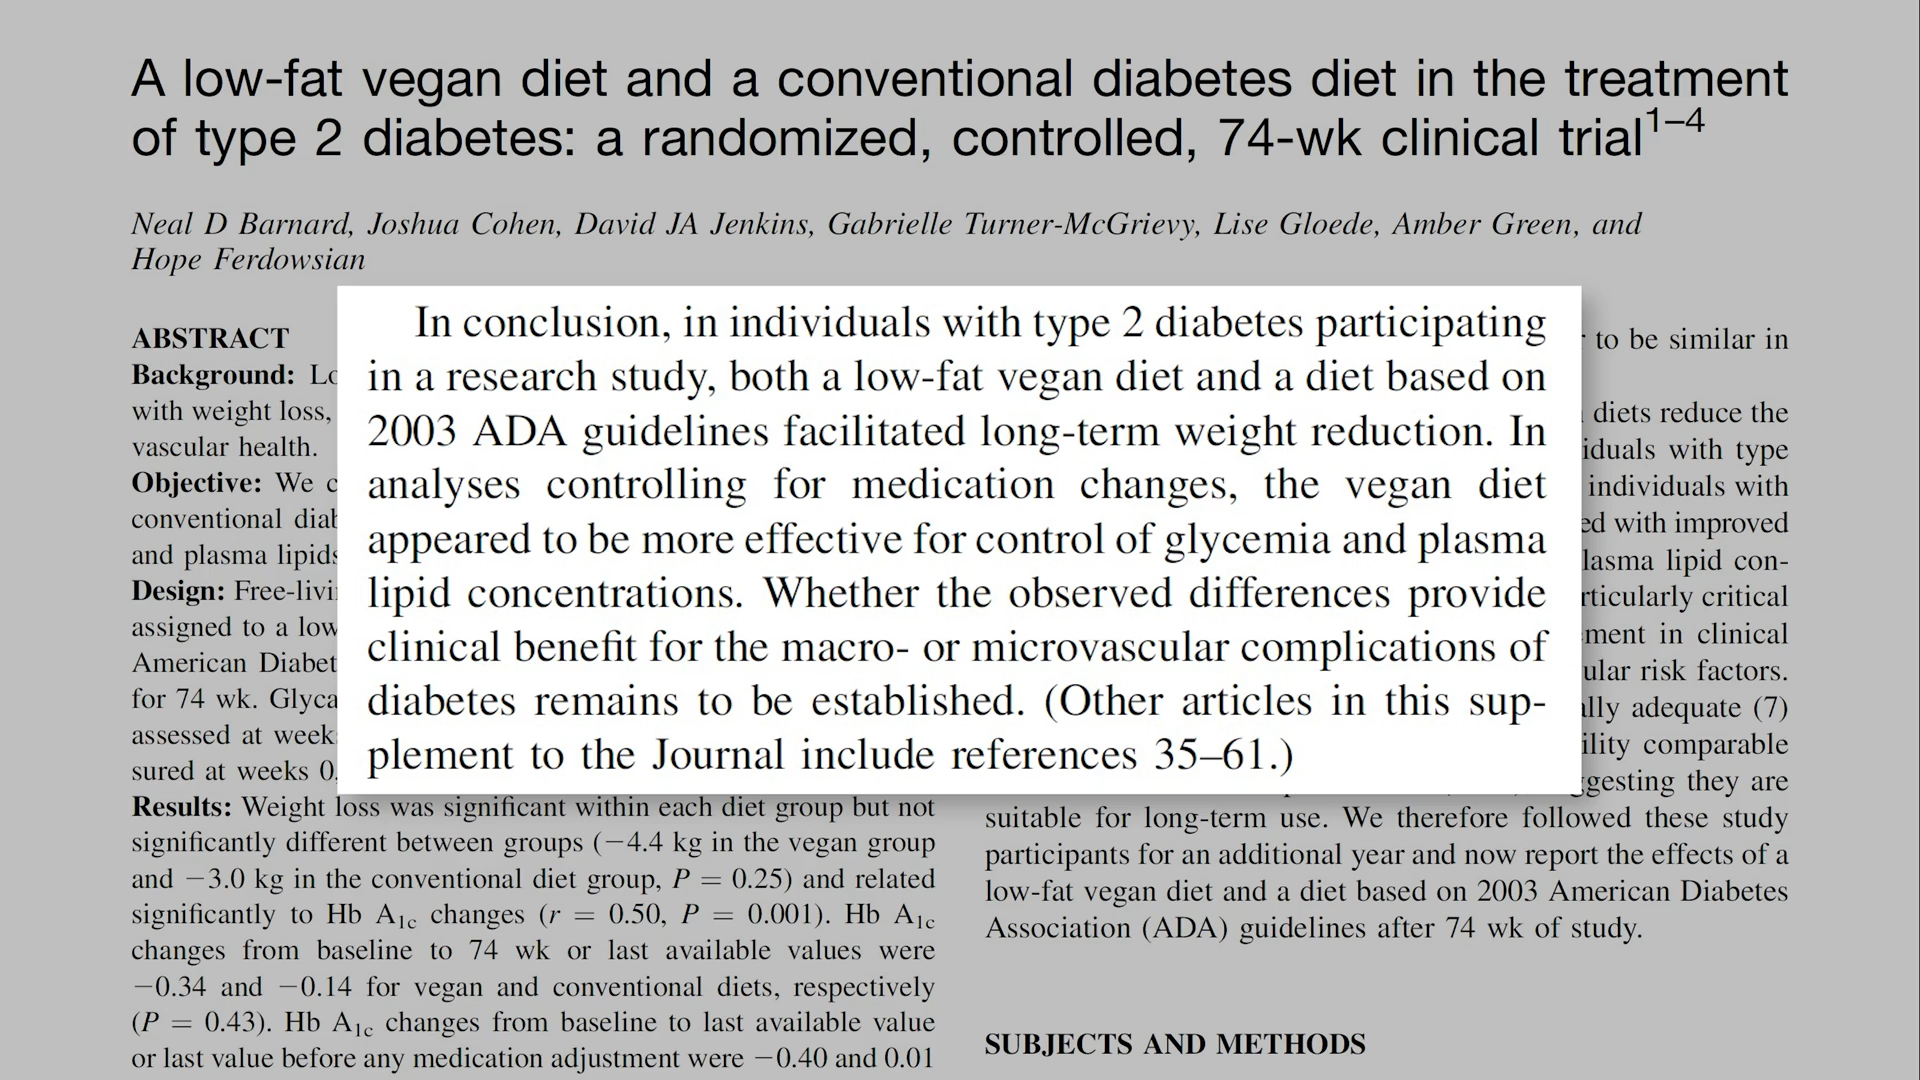 A low-fat vegan diet and a conventional diabetes diet in the treatment
of type 2 diabetes: a randomized, controlled, 74-wk clinical trial1–4
Neal D Barnard, Joshua Cohen, David JA Jenkins, Gabrielle Turner-McGrievy, Lise Gloede, Amber Green, and
Hope Ferdowsian
In conclusion, in individuals with type 2 diabetes participating
in a research study, both a low-fat vegan diet and a diet based on
2003 ADA guidelines facilitated long-term weight reduction. In
analyses controlling for medication changes, the vegan diet
appeared to be more effective for control of glycemia and plasma
lipid concentrations. Whether the observed differences provide
clinical benefit for the macro- or microvascular complications of
diabetes remains to be established. (Other articles in this sup-
plement to the Journal include references 35–61.)
ABSTRACT
Background:
with weight loss,
vascular health.
Objective: We
conventional
and plasma lipids
Design:
assigned to a
American
for 74 wk.
assessed at
sured at weeks 0,
Results: Weight loss was significant within each diet group but not
significantly different between groups (−4.4 kg in the vegan group
and −3.0 kg in the conventional diet group, P = 0.25) and related
significantly to Hb A1c changes (r = 0.50, P = 0.001). Hb A1c
changes from baseline to 74 wk or last available values were
−0.34 and −0.14 for vegan and conventional diets, respectively
(P = 0.43). Hb A1c changes from baseline to last available value
or last value before any medication adjustment were −0.40 and 0.01
to be similar in
diets reduce the
with type
individuals with
with improved
lipid con-
critical
in clinical
risk factors.
adequate (7)
comparable
they are
suitable for long-term use. We therefore followed these study
participants for an additional year and now report the effects of a
low-fat vegan diet and a diet based on 2003 American Diabetes
Association (ADA) guidelines after 74 wk of study.
SUBJECTS AND METHODS